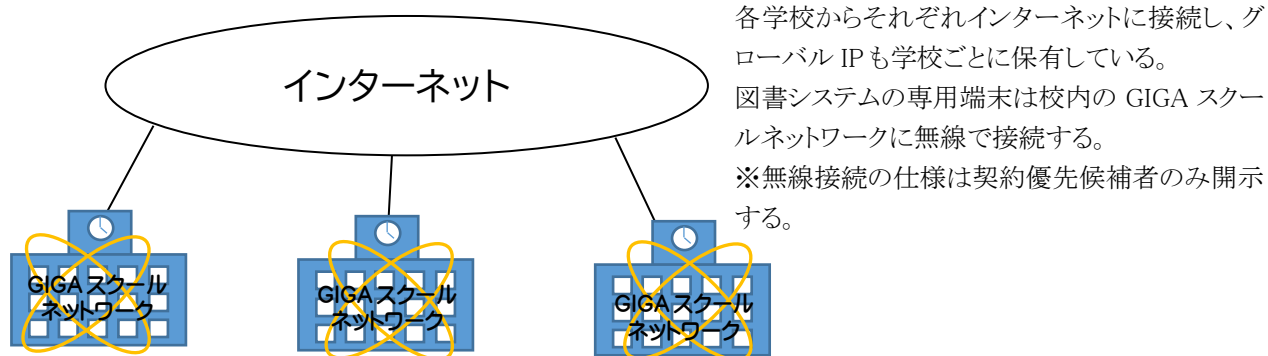 インターネット
各学校からそれぞれインターネットに接続し、グ
ローバル IP も学校ごとに保有している。
図書システムの専用端末は校内の GIGA スクー
ルネットワークに無線で接続する。
※無線接続の仕様は契約優先候補者のみ開示
する。
GIGA スクール
ネットワーク
GIGA スクール
ネットワーク
GIGA スクール
ネットワーク